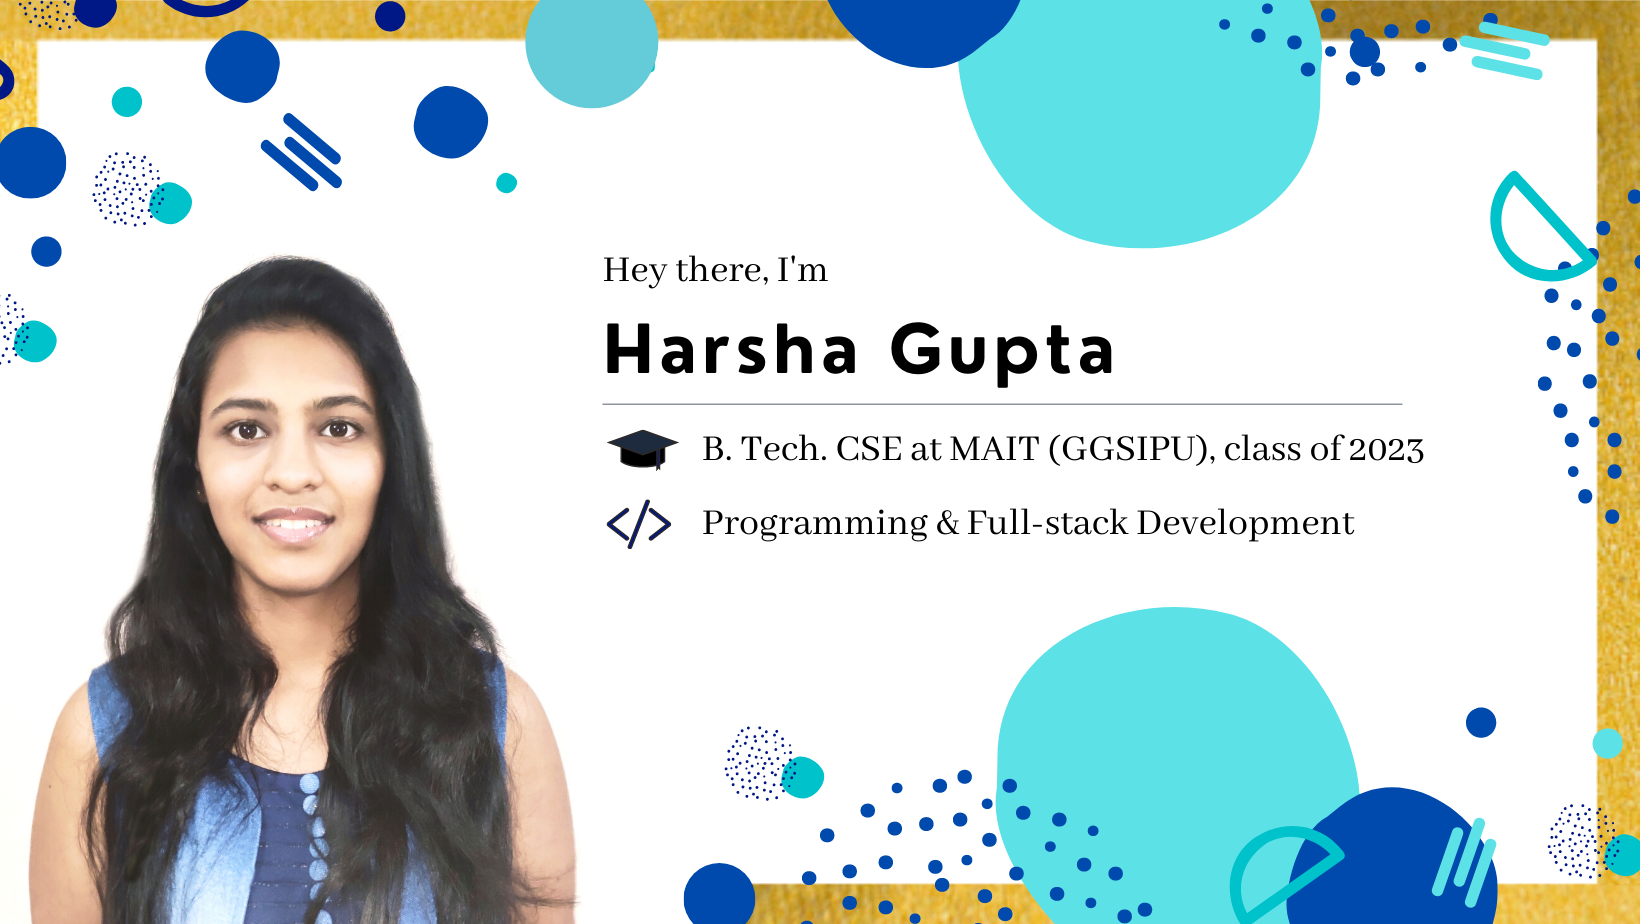 Hey there, I'm
Harsha Gupta
B. Tech. CSE at MAIT (GGSIPU), class of 2023
Programming & Full-stack Development